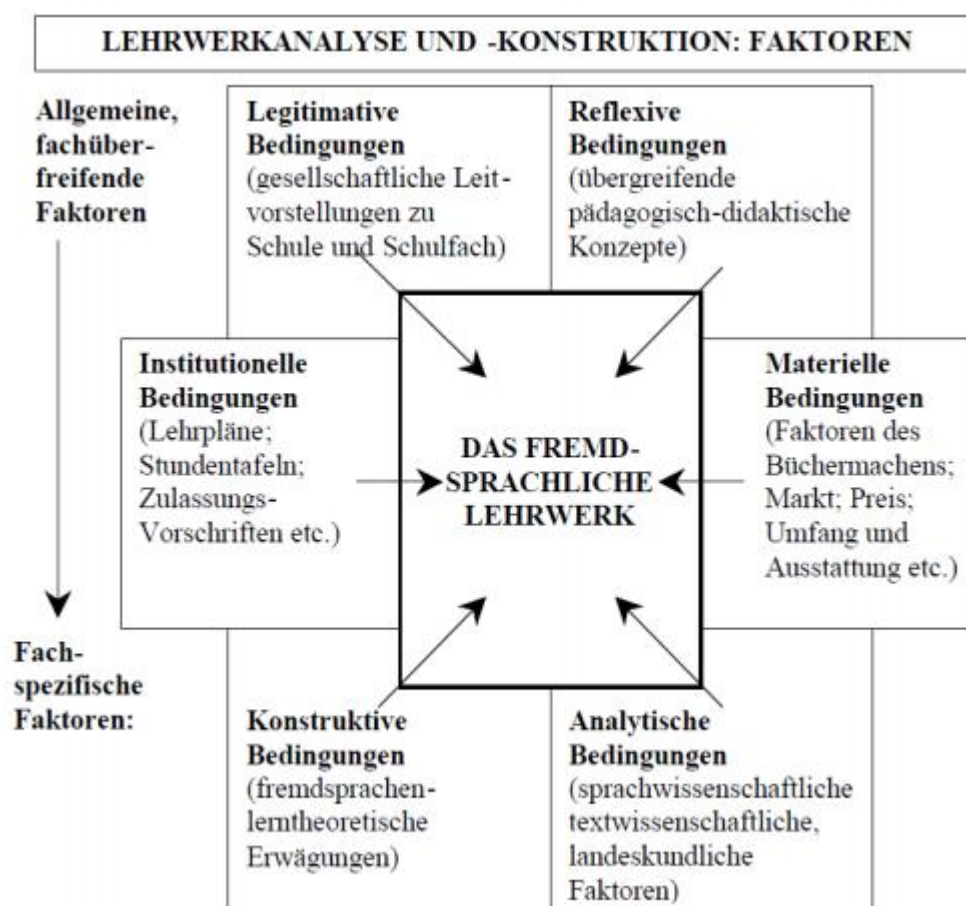 LEHRWERKANALYSE UND -KONSTRUKTION: FAKTOREN
Allgemeine,
fachüber-
freifende
Faktoren
Legitimative
Bedingungen
(gesellschaftliche Leit-
vorstellungen zu
Schule und Schulfach)
Reflexive
Bedingungen
(übergreifende
pädagogisch-didaktische
Konzepte)
Institutionelle
Bedingungen
(Lehrpläne;
Stundentafeln;
Zulassungs-
Vorschriften etc.)
DAS FREMD-
SPRACHLICHE
LEHRWERK
Materielle
Bedingungen
(Faktoren des
Büchermachens;
Markt; Preis;
Umfang und
Ausstattung etc.)
Fach-
spezifische
Faktoren:
Konstruktive
Bedingungen
(fremdsprachen-
lerntheoretische
Erwägungen)
Analytische
Bedingungen
(sprachwissenschaftliche
textwissenschaftliche,
landeskundliche
Faktoren)